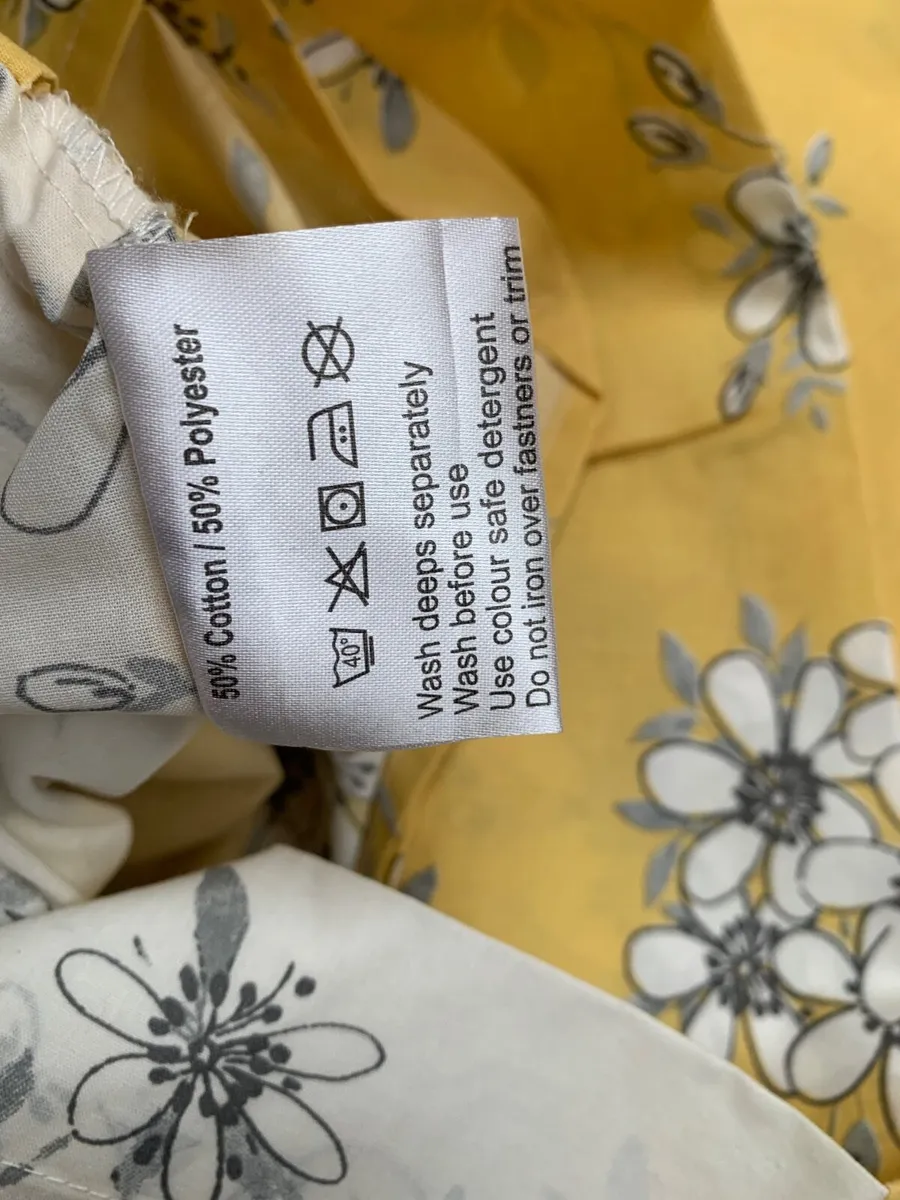 50% Cotton / 50% Polyester
40°
Wash deeps separately
Wash before use
Use colour safe detergent
Do not iron over fastners or trim